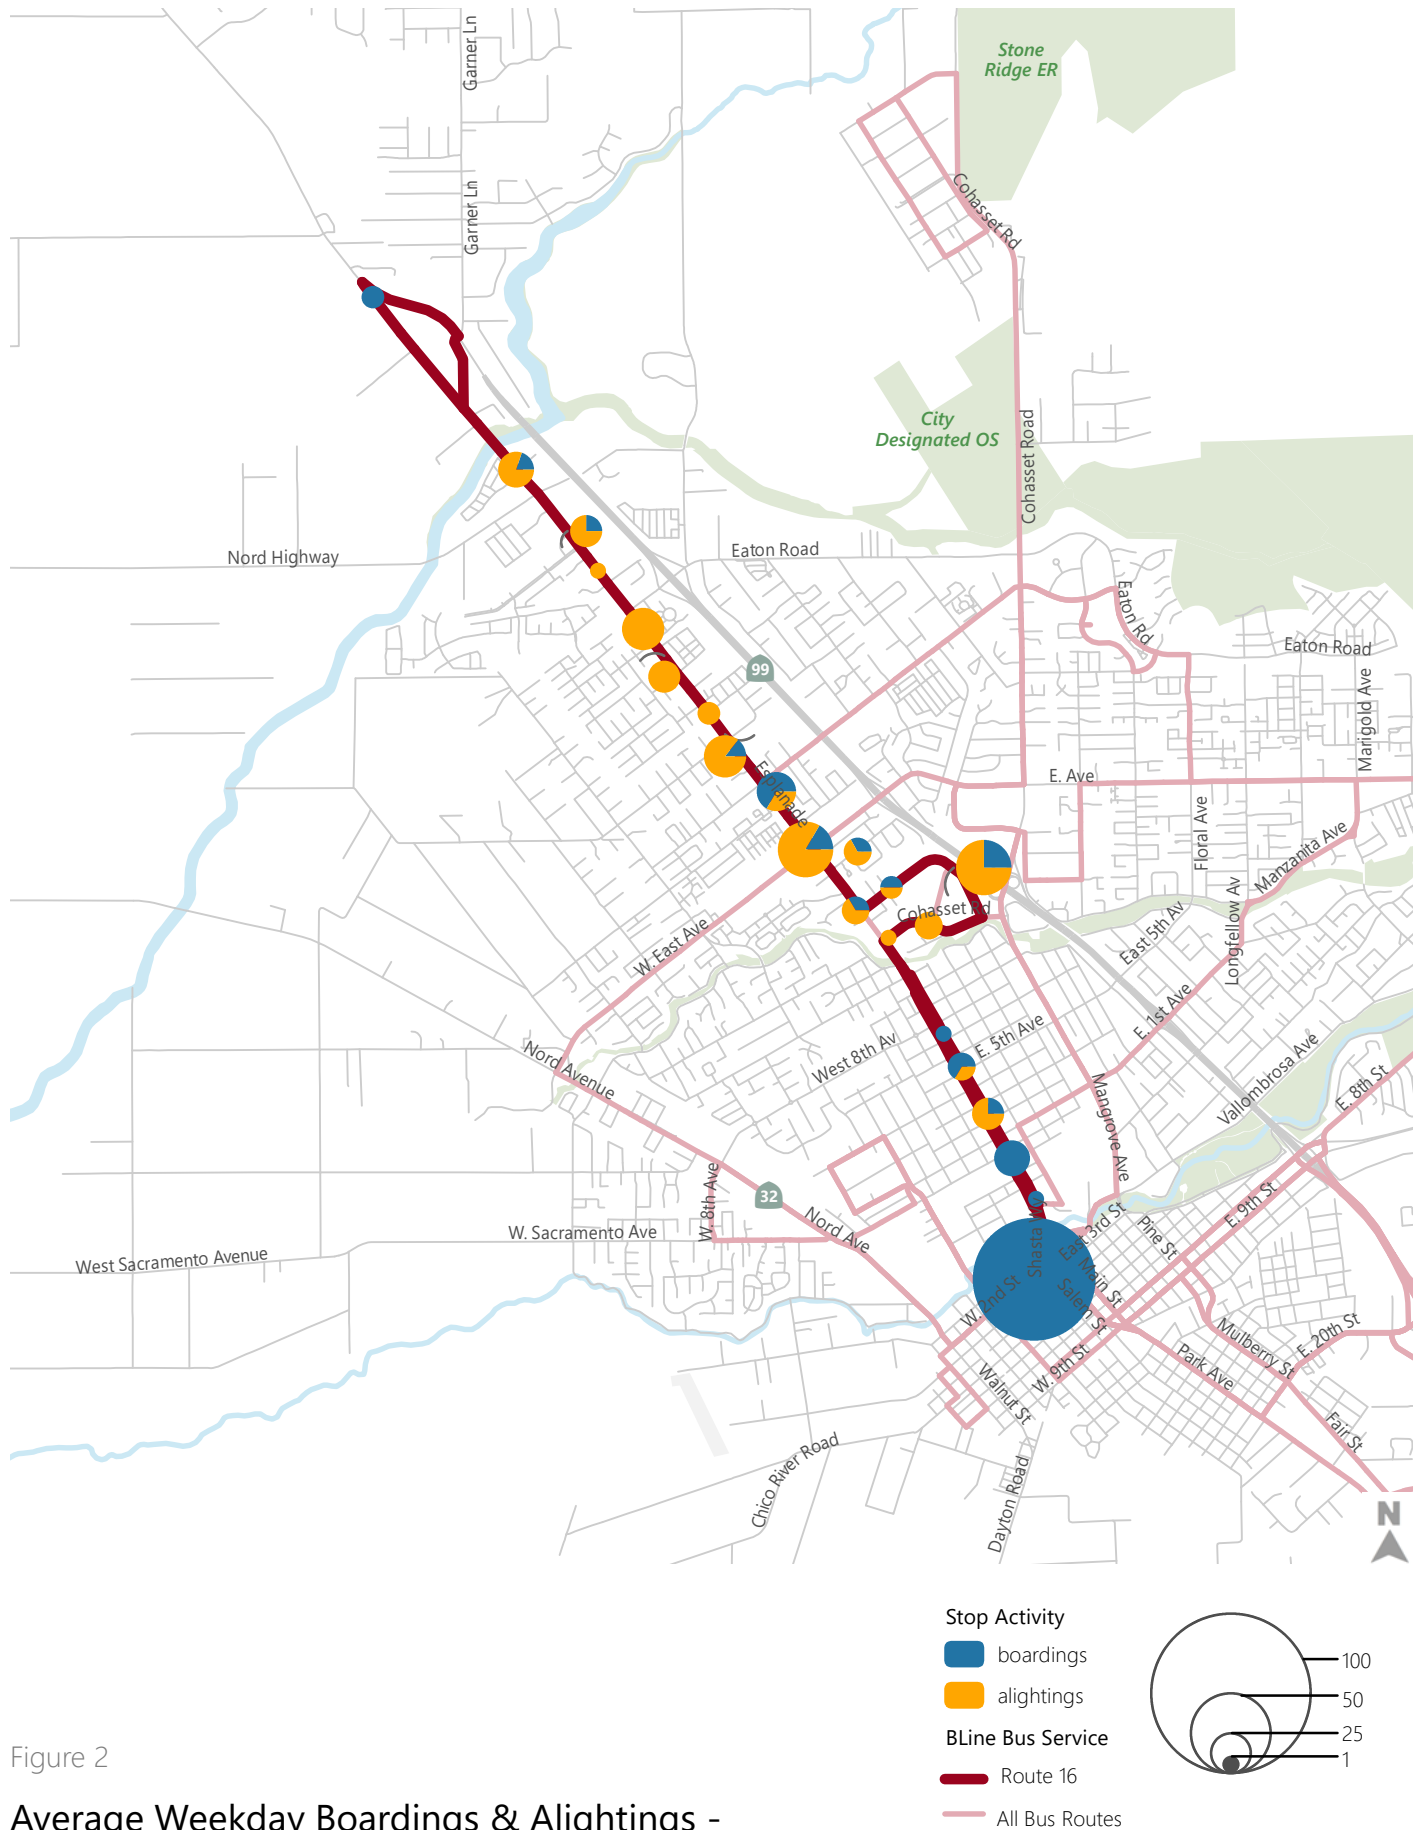 Stone
Ridge ER
Garner Ln
Garner Ln
Cohasset Rd
City
Designated OS
Cohasset Road
Nord Highway
Eaton Road
Eaton Rd
Eaton Road
Marigold Ave
99
Esplanade
E. Ave
Floral Ave
Manzanita Ave
Longfellow Av
East 5th Av
Cohasset Rd
W. East Ave
E. 1st Ave
E. 5th Ave
West 8th Av
Nord Avenue
Mangrove Ave
Vallombrosa Ave
E. 8th St
W. 8th Ave
32
Nord Ave
W. Sacramento Ave
West Sacramento Avenue
E. 9th St
East 3rd St
Pine St
Main St
Salem St
W. 2nd St
Mulberry St
E. 20th St
Park Ave
W. 9th St
Walnut St
Fair St
Chico River Road
Dayton Road
N
Stop Activity
boardings
alightings
BLine Bus Service
Route 16
All Bus Routes
100
50
25
1
Figure 2
Average Weekday Boardings & Alightings -